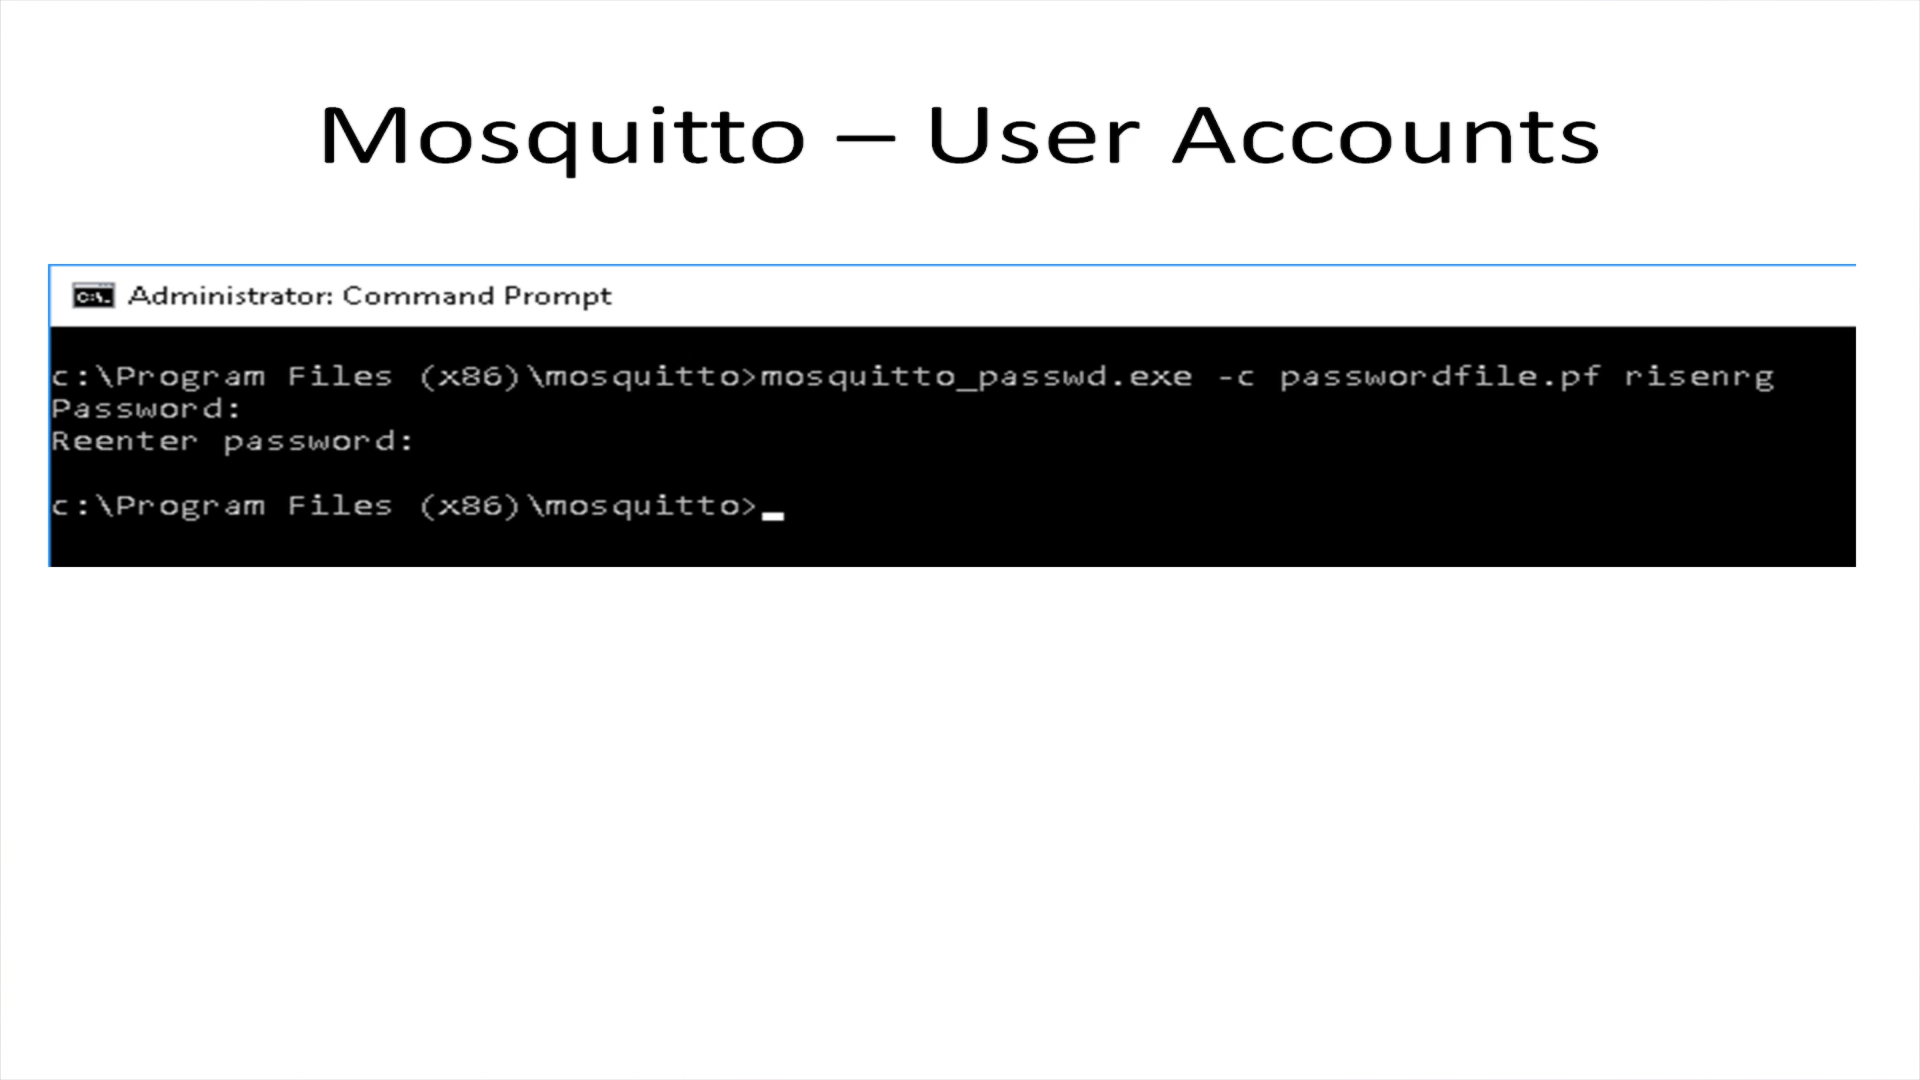 Mosquitto – User Accounts
C:\.
Administrator: Command Prompt
c:\Program Files (x86)\mosquitto>mosquitto_passwd.exe -c passwordfile.pf risenrg
Password:
Reenter password:
c:\Program Files (x86)\mosquitto>